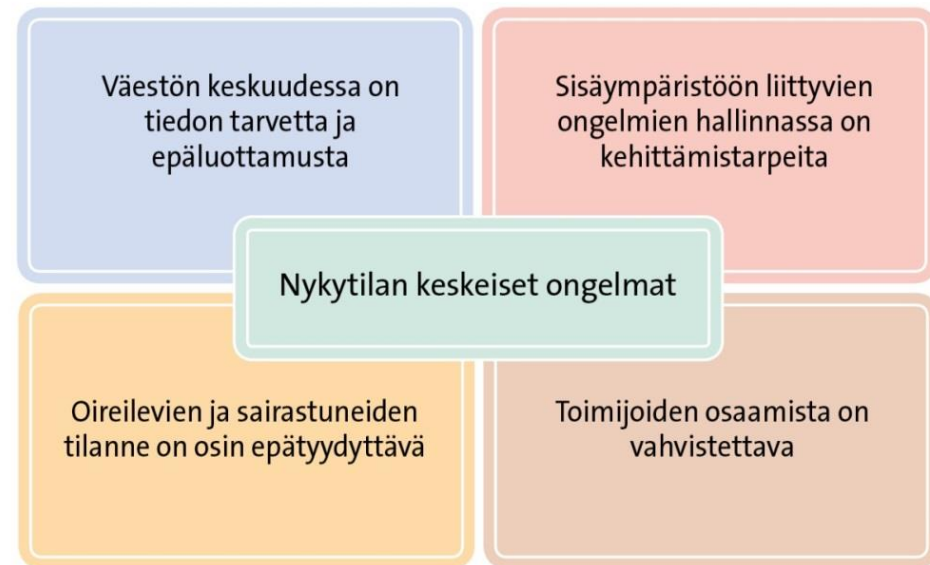 Väestön keskuudessa on
tiedon tarvetta ja
epäluottamusta
Sisäympäristöön liittyvien
ongelmien hallinnassa on
kehittämistarpeita
Nykytilan keskeiset ongelmat
Oireilevien ja sairastuneiden
tilanne on osin epätyydyttävä
Toimijoiden osaamista on
vahvistettava